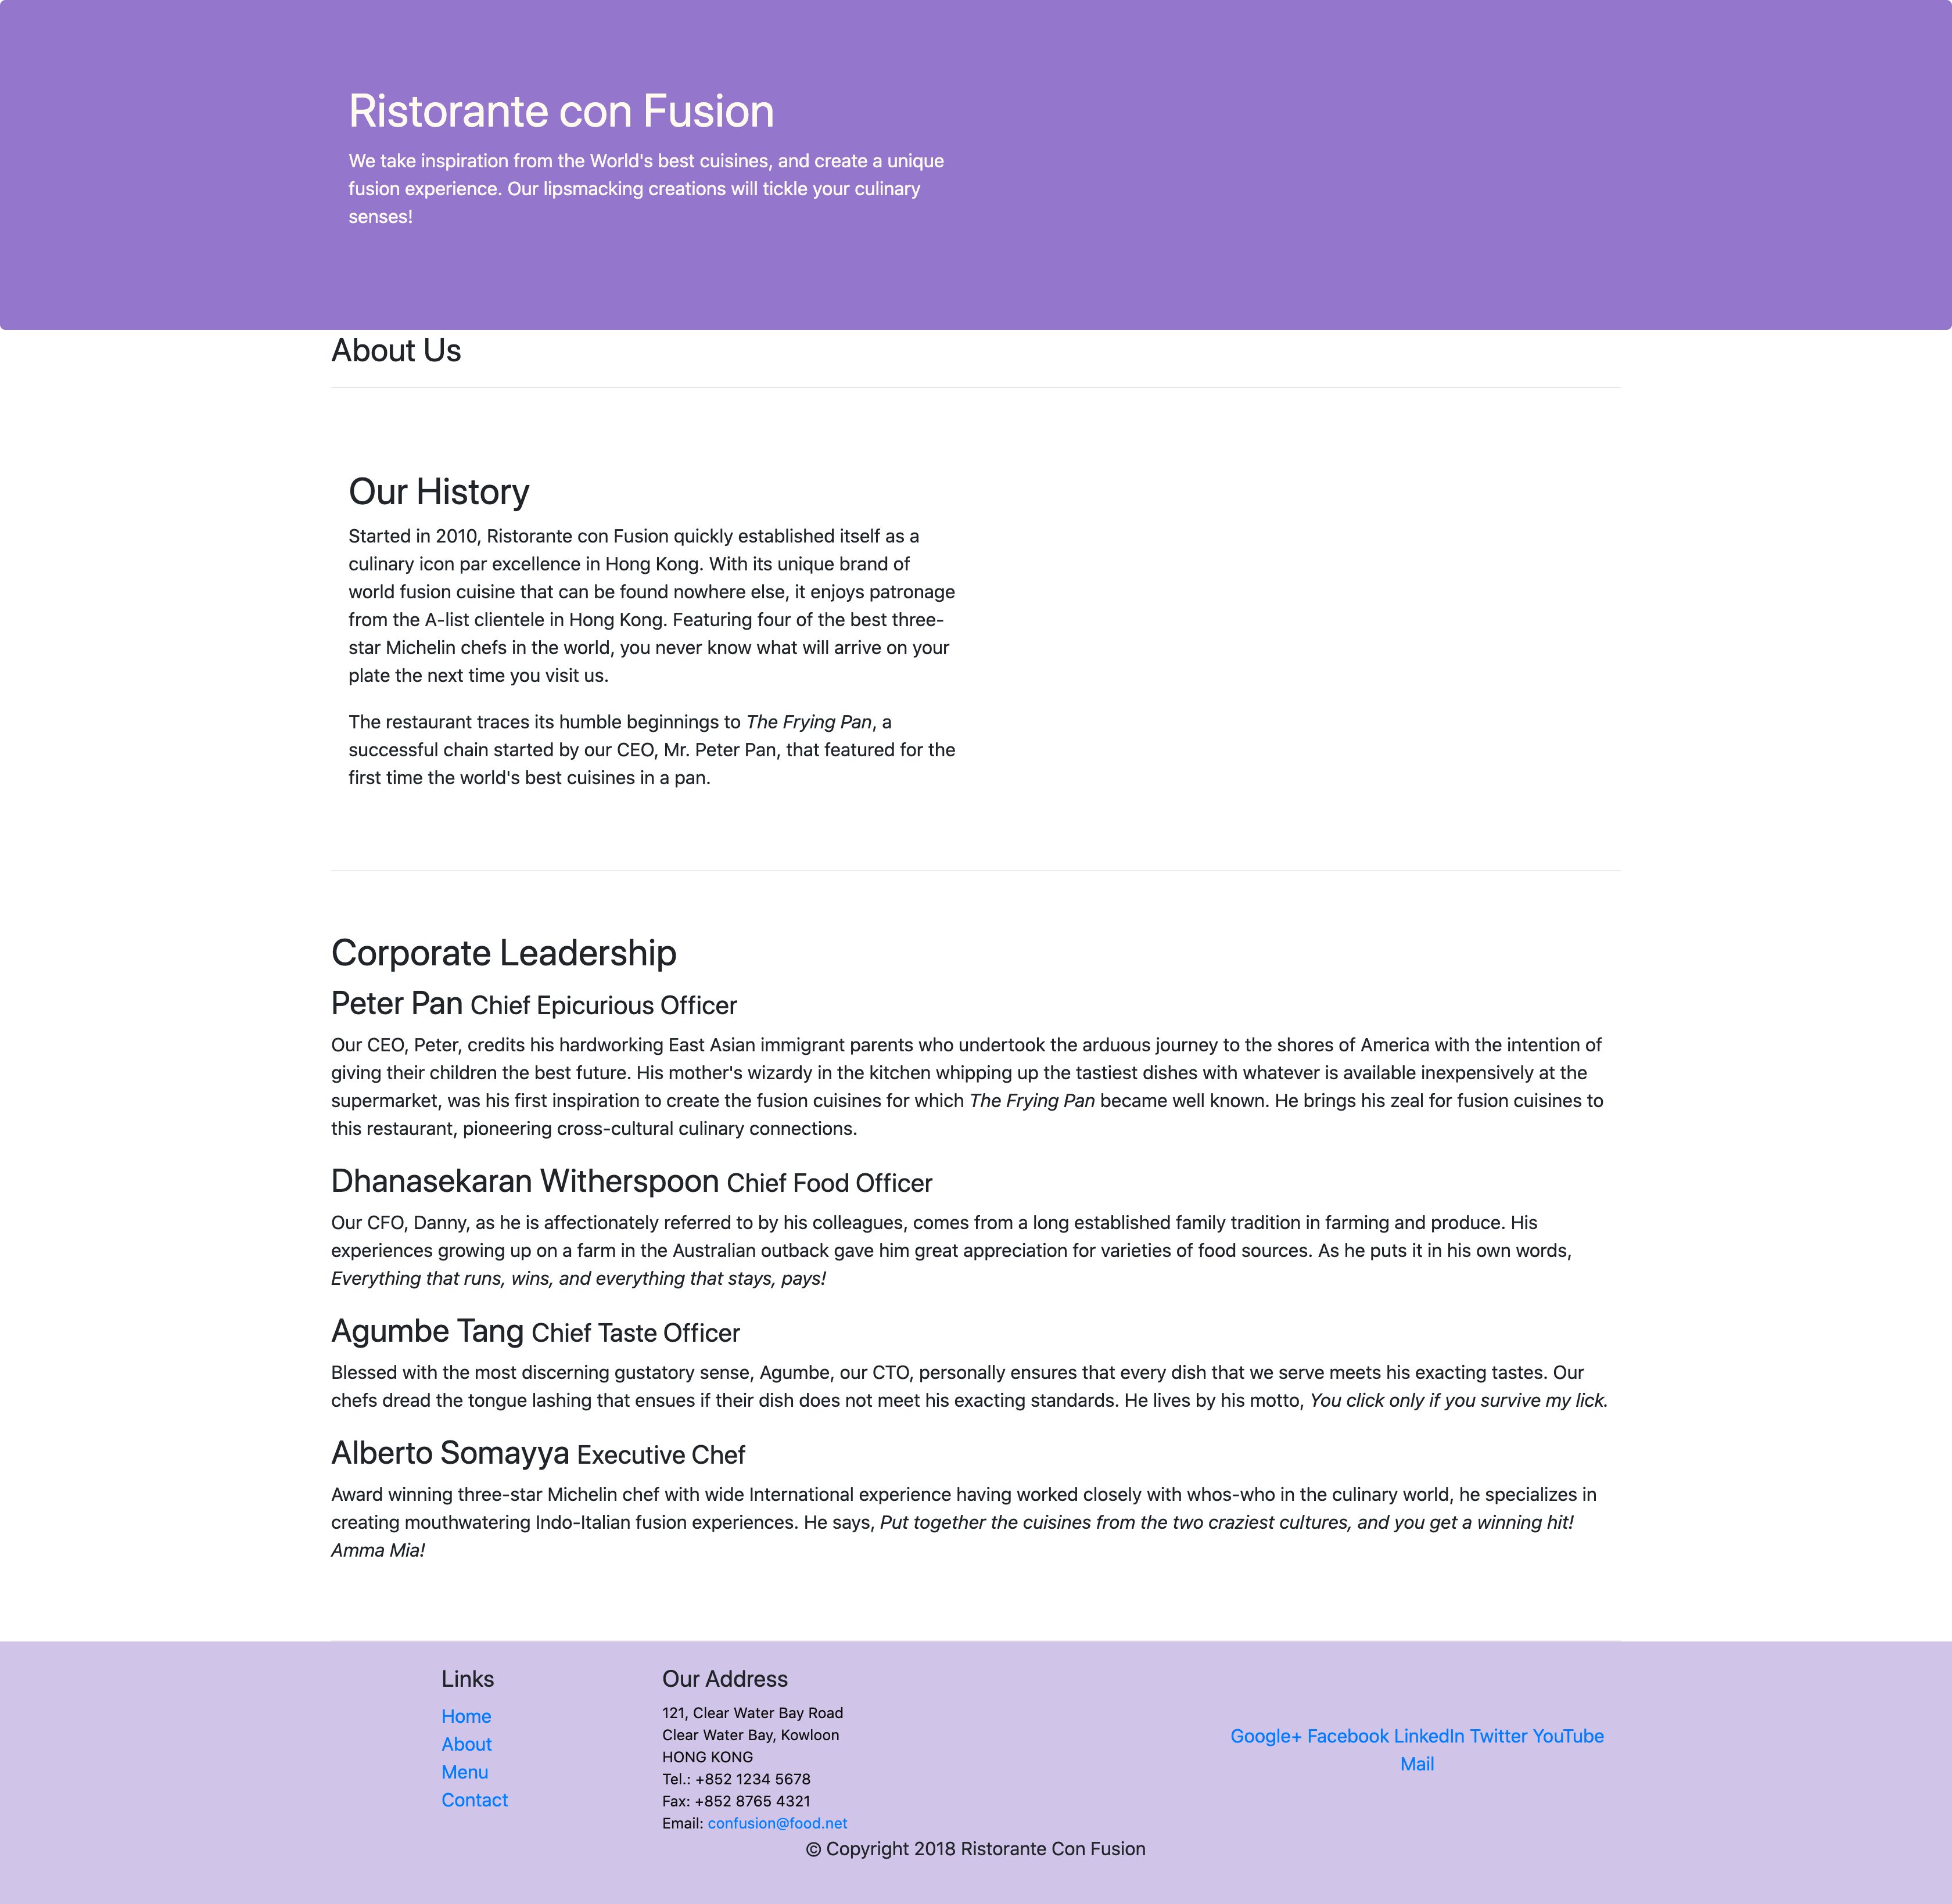 Ristorante con Fusion
We take inspiration from the World's best cuisines, and create a unique
fusion experience. Our lipsmacking creations will tickle your culinary
senses!
About Us
Our History
Started in 2010, Ristorante con Fusion quickly established itself as a
culinary icon par excellence in Hong Kong. With its unique brand of
world fusion cuisine that can be found nowhere else, it enjoys patronage
from the A-list clientele in Hong Kong. Featuring four of the best three-
star Michelin chefs in the world, you never know what will arrive on your
plate the next time you visit us.
The restaurant traces its humble beginnings to The Frying Pan, a
successful chain started by our CEO, Mr. Peter Pan, that featured for the
first time the world's best cuisines in a pan.
Corporate Leadership
Peter Pan Chief Epicurious Officer
Our CEO, Peter, credits his hardworking East Asian immigrant parents who undertook the arduous journey to the shores of America with the intention of
giving their children the best future. His mother's wizardy in the kitchen whipping up the tastiest dishes with whatever is available inexpensively at the
supermarket, was his first inspiration to create the fusion cuisines for which The Frying Pan became well known. He brings his zeal for fusion cuisines to
this restaurant, pioneering cross-cultural culinary connections.
Dhanasekaran Witherspoon Chief Food Officer
Our CFO, Danny, as he is affectionately referred to by his colleagues, comes from a long established family tradition in farming and produce. His
experiences growing up on a farm in the Australian outback gave him great appreciation for varieties of food sources. As he puts it in his own words,
Everything that runs, wins, and everything that stays, pays!
Agumbe Tang Chief Taste Officer
Blessed with the most discerning gustatory sense, Agumbe, our CTO, personally ensures that every dish that we serve meets his exacting tastes. Our
chefs dread the tongue lashing that ensues if their dish does not meet his exacting standards. He lives by his motto, You click only if you survive my lick.
Alberto Somayya Executive Chef
Award winning three-star Michelin chef with wide International experience having worked closely with whos-who in the culinary world, he specializes in
creating mouthwatering Indo-Italian fusion experiences. He says, Put together the cuisines from the two craziest cultures, and you get a winning hit!
Amma Mia!
Links
Home
About
Menu
Contact
Our Address
121, Clear Water Bay Road
Clear Water Bay, Kowloon
HONG KONG
Tel.: +852 1234 5678
Fax: +852 8765 4321
Email: confusion@food.net
Google+ Facebook LinkedIn Twitter YouTube
Mail
© Copyright 2018 Ristorante Con Fusion